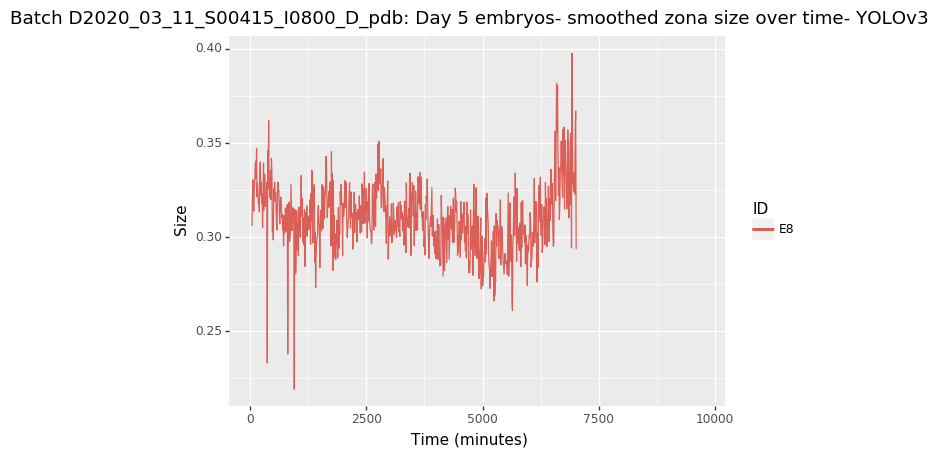 Batch D2020_03_11_S00415_I0800_D_pdb: Day 5 embryos- smoothed zona size over time- YOLOv3
0.40
0.35
0.30
0.25
Size
0
2500
5000
7500
10000
Time (minutes)
ID
E8